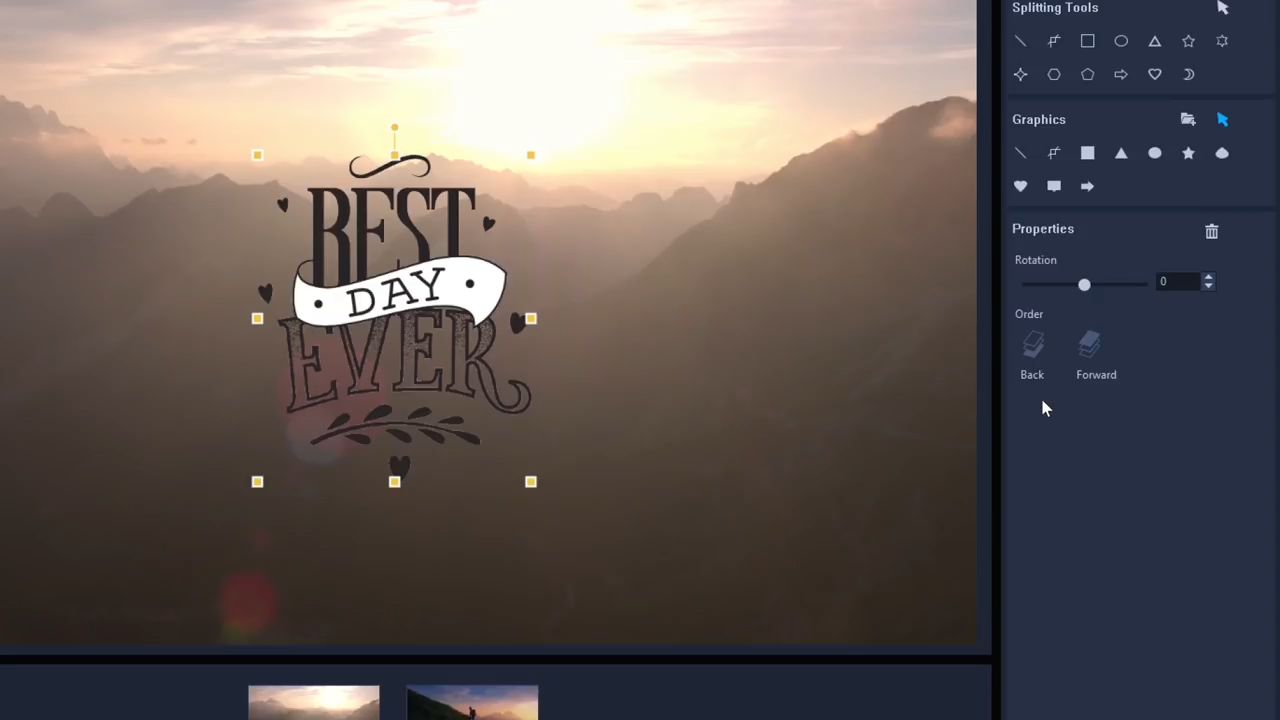 Splitting Tools
Graphics
Properties
Rotation
0
Order
Back
Forward
BEST
DAY
EVER